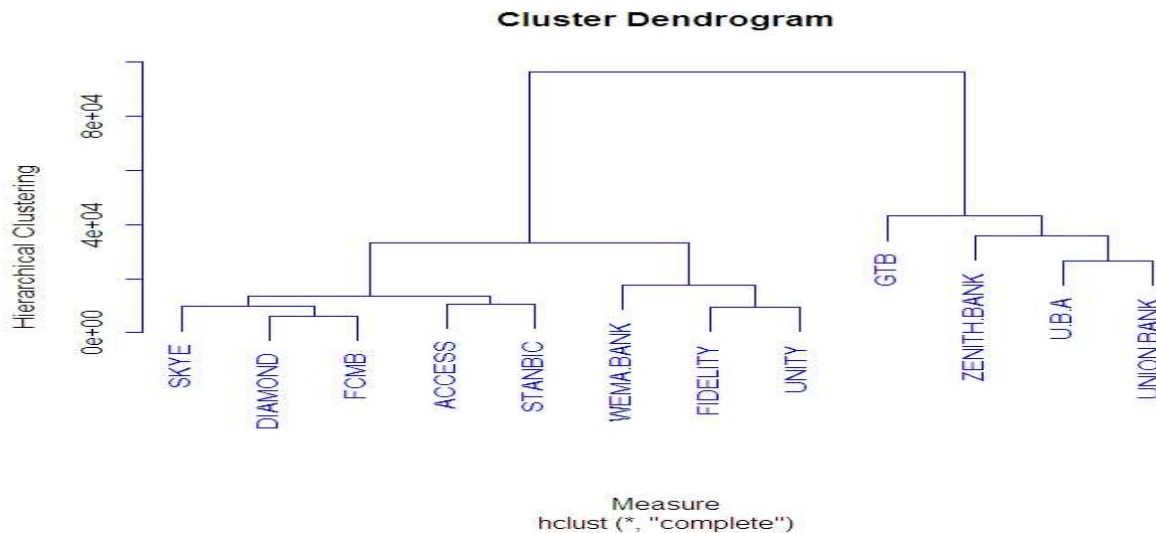 Cluster Dendrogram
Hierarchical Clustering
8e+04
4e+04
0e+00
SKYE
DIAMOND
FCMB
ACCESS
STANBIC
WEMA.BANK
FIDELITY
UNITY
GTB
ZENITH.BANK
U.B.A
UNION.BANK
Measure
hclust (*, "complete")